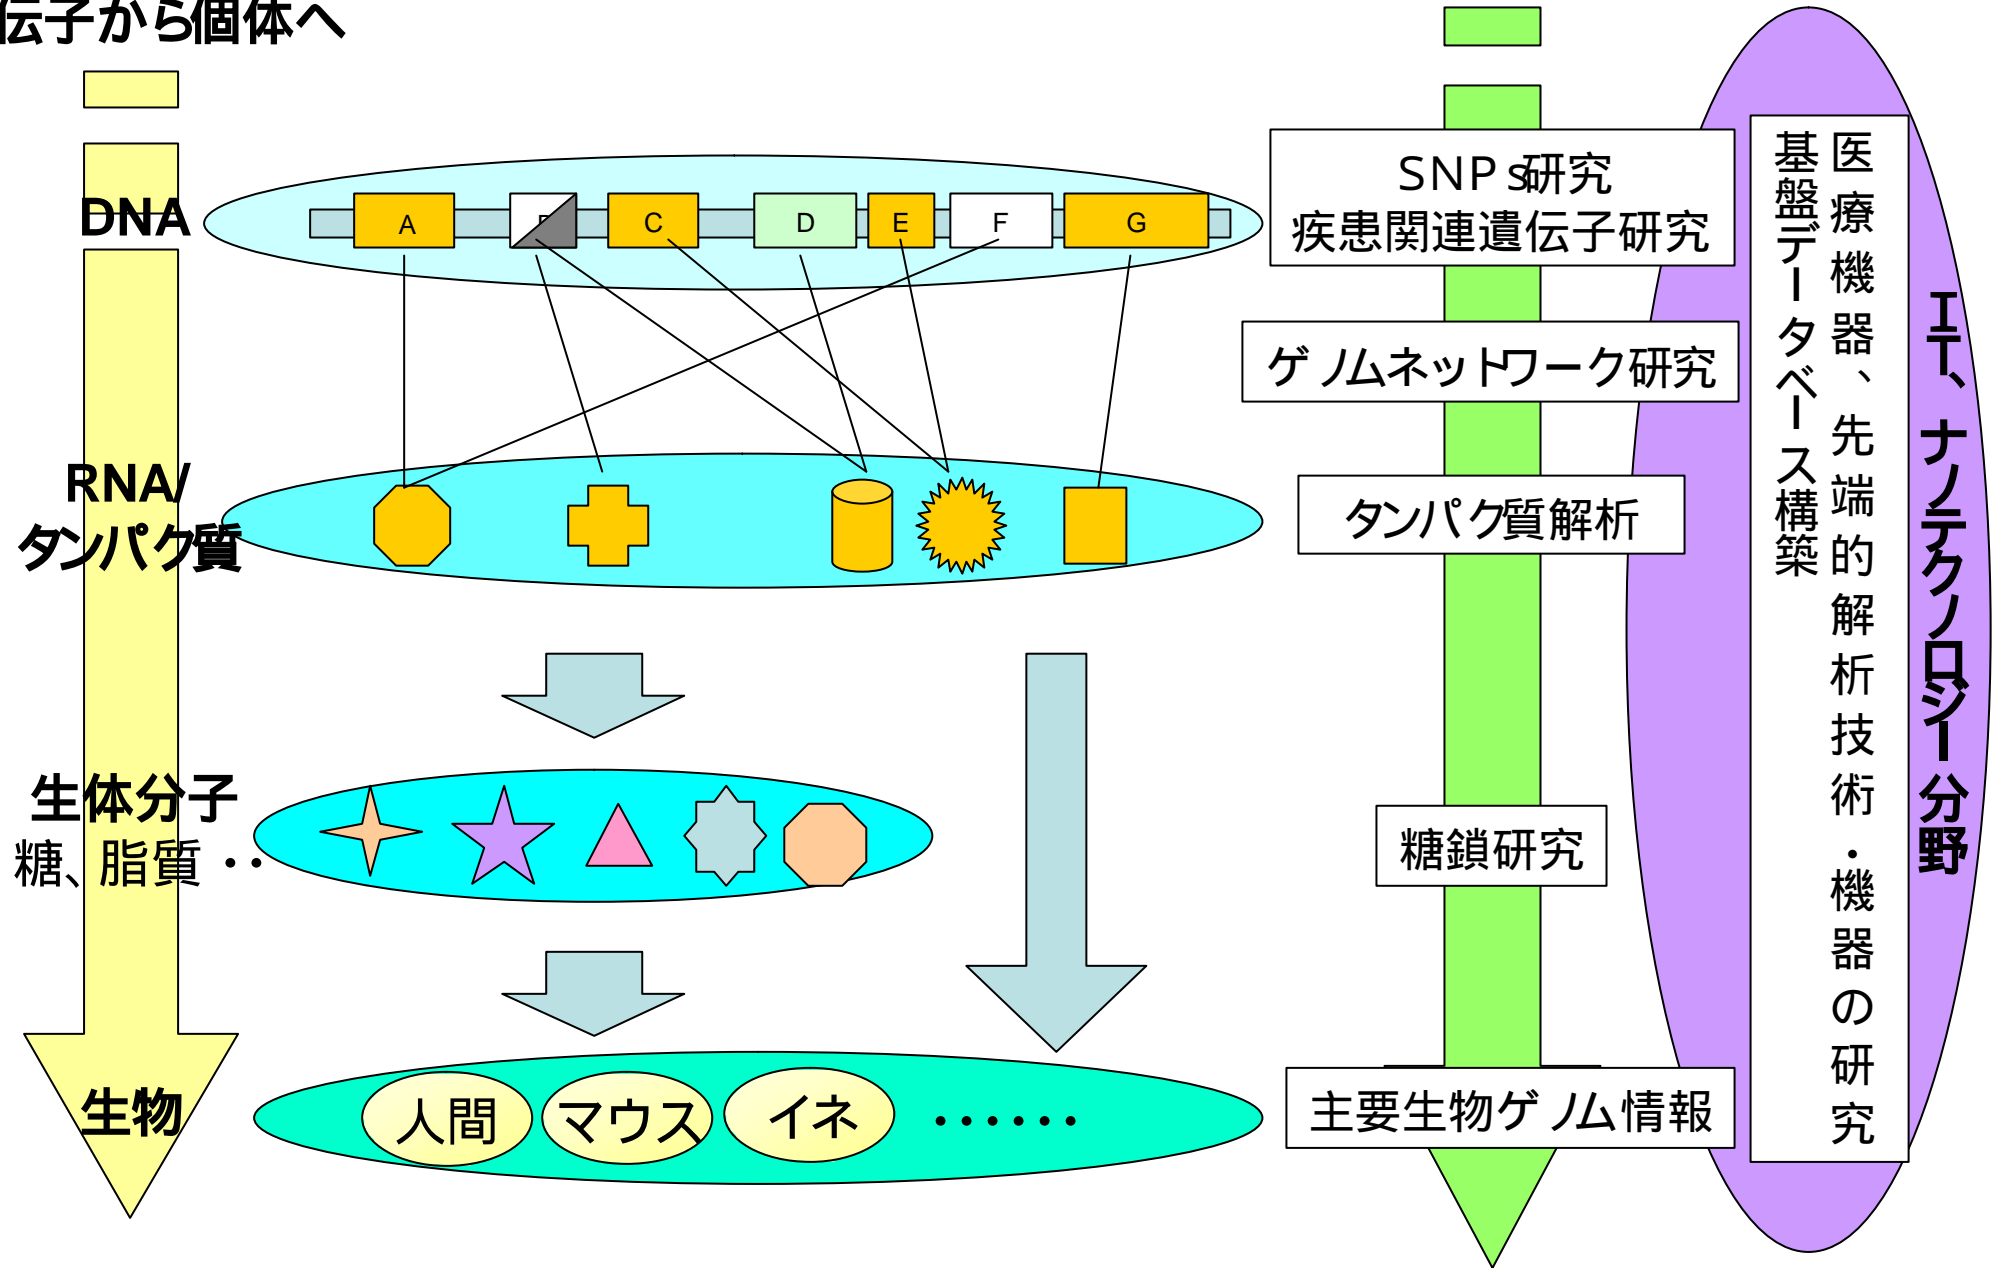 伝子から個体へ
DNA
A
C
D
E
F
G
RNA/
タンパク質
生体分子
糖、脂質・・
生物
人間
マウス
イネ
・・・・・・
SNPs研究
疾患関連遺伝子研究
ゲノムネットワーク研究
タンパク質解析
糖鎖研究
主要生物ゲノム情報
医療機器、先端的解析技術・機器の研究
基盤データベース構築
IT、ナノテクノロジー分野